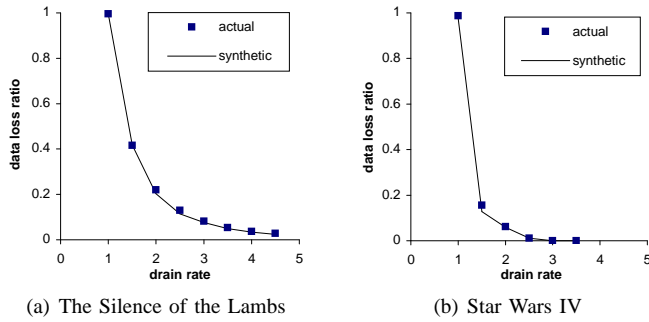 1
0.8
0.6
0.4
0.2
0
data loss ratio
actual
synthetic
0 1 2 3 4 5
drain rate
(a) The Silence of the Lambs
1
0.8
0.6
0.4
0.2
0
data loss ratio
actual
synthetic
0 1 2 3 4 5
drain rate
(b) Star Wars IV